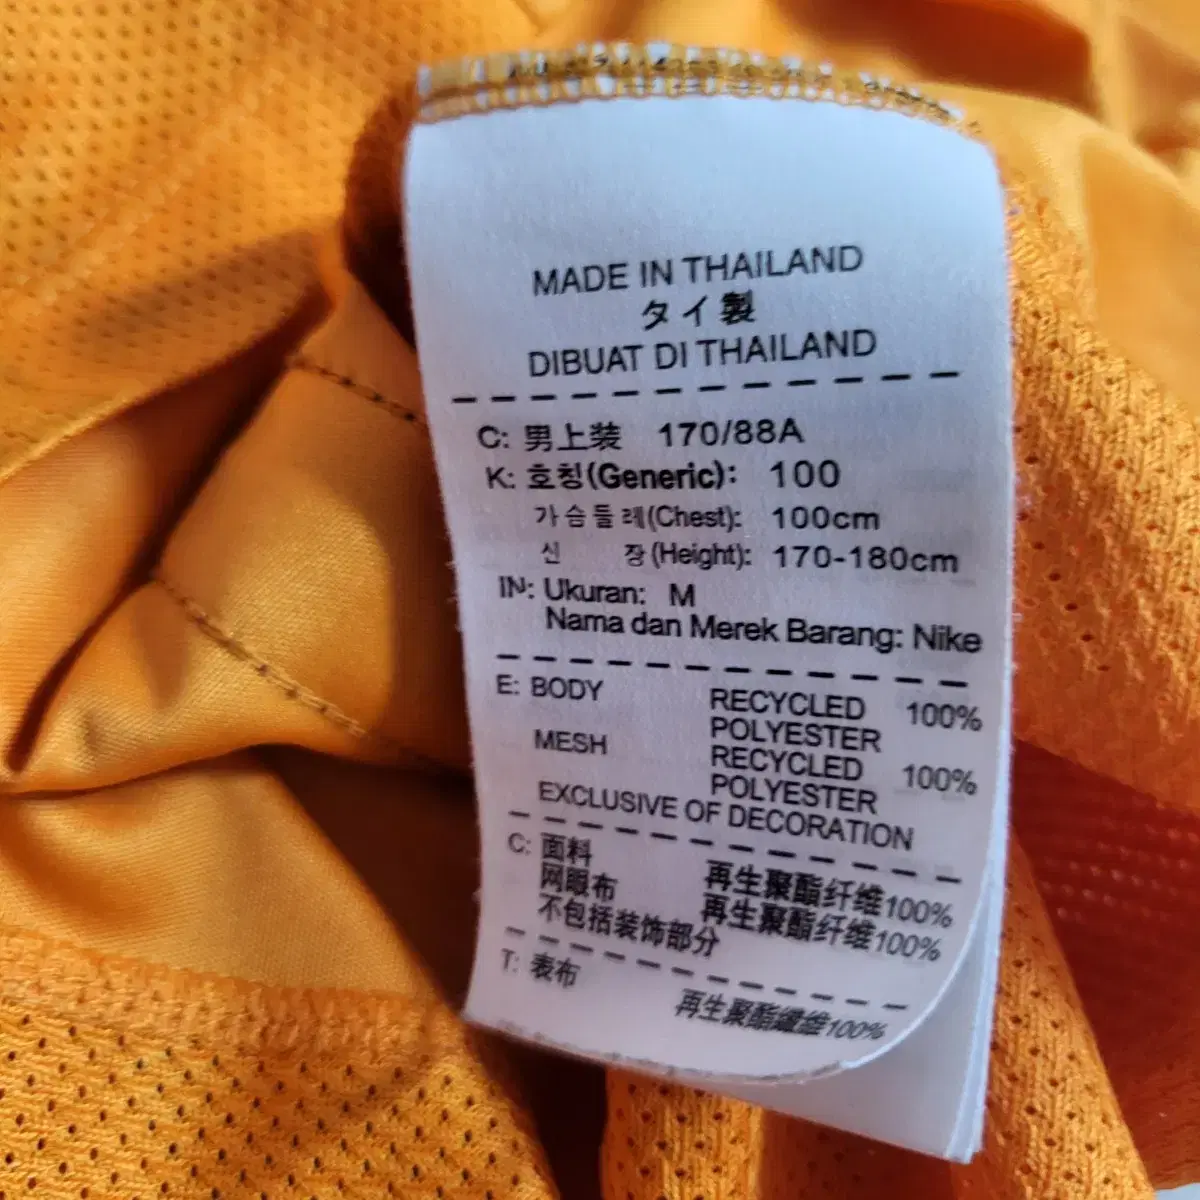 MADE IN THAILAND
タイ製
DIBUAT DI THAILAND
C: 男上装 170/88A
K: 호칭(Generic): 100
가슴둘레(Chest): 100cm
신 장(Height): 170-180cm
IN: Ukuran: M
Nama dan Merek Barang: Nike
E: BODY RECYCLED POLYESTER 100%
MESH RECYCLED POLYESTER 100%
EXCLUSIVE OF DECORATION
C: 面料 再生聚酯纤维100%
网眼布 再生聚酯纤维100%
不包括装饰部分
T: 表布 再生聚酯纖維100%